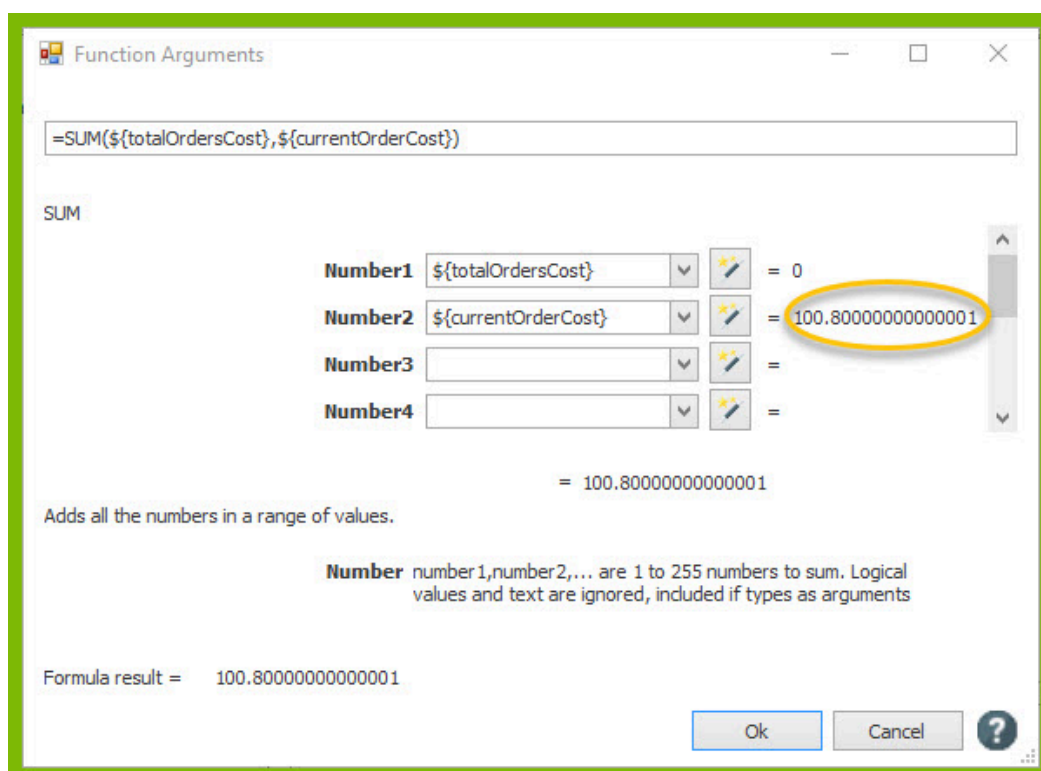 Function Arguments
=SUM(${totalOrdersCost},${currentOrderCost})
SUM
Number1 ${totalOrdersCost} = 0
Number2 ${currentOrderCost} = 100.80000000000001
Number3 =
Number4 =
= 100.80000000000001
Adds all the numbers in a range of values.
Number number1,number2,... are 1 to 255 numbers to sum. Logical
values and text are ignored, included if types as arguments
Formula result = 100.80000000000001
Ok Cancel ?